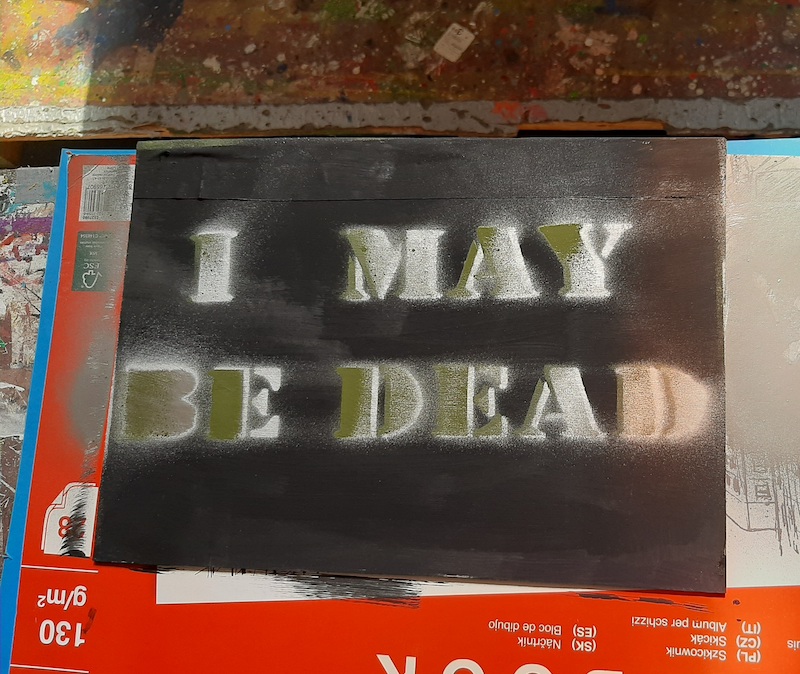 I MAY
BE DEAD
130
g/m²
(PL) Szkicownik
(CZ) Skicák
(IT) Album per schizzi
(SK) Náčrtník
(ES) Bloc de dibujo